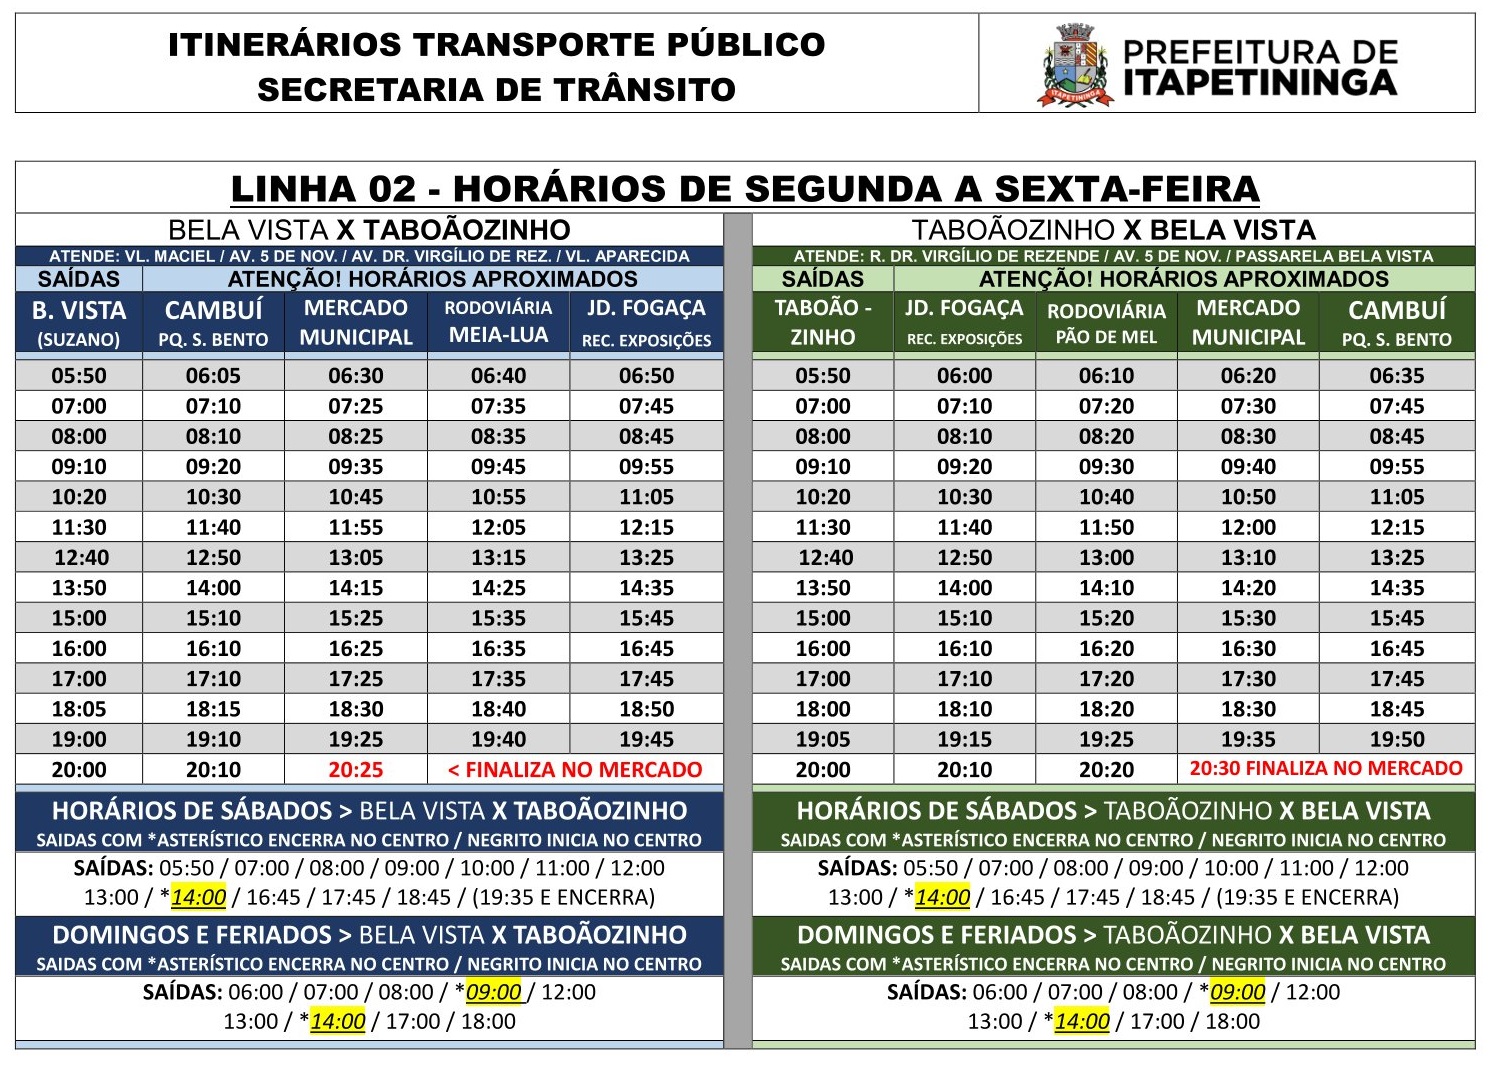 ITINERÁRIOS TRANSPORTE PÚBLICO
SECRETARIA DE TRÂNSITO
ITAPETININGA
PREFEITURA DE
ITAPETININGA
LINHA 02 - HORÁRIOS DE SEGUNDA A SEXTA-FEIRA
BELA VISTA X TABOÃOZINHO
ATENDE: VL. MACIEL / AV. 5 DE NOV. / AV. DR. VIRGÍLIO DE REZ. / VL. APARECIDA
SAÍDAS ATENÇÃO! HORÁRIOS APROXIMADOS
B. VISTA CAMBUÍ MERCADO RODOVIÁRIA JD. FOGAÇA
(SUZANO) PQ. S. BENTO MUNICIPAL MEIA-LUA REC. EXPOSIÇÕES
05:50 06:05 06:30 06:40 06:50
07:00 07:10 07:25 07:35 07:45
08:00 08:10 08:25 08:35 08:45
09:10 09:20 09:35 09:45 09:55
10:20 10:30 10:45 10:55 11:05
11:30 11:40 11:55 12:05 12:15
12:40 12:50 13:05 13:15 13:25
13:50 14:00 14:15 14:25 14:35
15:00 15:10 15:25 15:35 15:45
16:00 16:10 16:25 16:35 16:45
17:00 17:10 17:25 17:35 17:45
18:05 18:15 18:30 18:40 18:50
19:00 19:10 19:25 19:40 19:45
20:00 20:10 20:25 < FINALIZA NO MERCADO
HORÁRIOS DE SÁBADOS > BELA VISTA X TABOÃOZINHO
SAIDAS COM *ASTERÍSTICO ENCERRA NO CENTRO / NEGRITO INICIA NO CENTRO
SAÍDAS: 05:50 / 07:00 / 08:00 / 09:00 / 10:00 / 11:00 / 12:00
13:00 / *14:00 / 16:45 / 17:45 / 18:45 / (19:35 E ENCERRA)
DOMINGOS E FERIADOS > BELA VISTA X TABOÃOZINHO
SAIDAS COM *ASTERÍSTICO ENCERRA NO CENTRO / NEGRITO INICIA NO CENTRO
SAÍDAS: 06:00 / 07:00 / 08:00 / *09:00 / 12:00
13:00 / *14:00 / 17:00 / 18:00
TABOÃOZINHO X BELA VISTA
ATENDE: R. DR. VIRGÍLIO DE REZENDE / AV. 5 DE NOV. / PASSARELA BELA VISTA
SAÍDAS ATENÇÃO! HORÁRIOS APROXIMADOS
TABOÃO - JD. FOGAÇA RODOVIÁRIA MERCADO CAMBUÍ
ZINHO REC. EXPOSIÇÕES PÃO DE MEL MUNICIPAL PQ. S. BENTO
05:50 06:00 06:10 06:20 06:35
07:00 07:10 07:20 07:30 07:45
08:00 08:10 08:20 08:30 08:45
09:10 09:20 09:30 09:40 09:55
10:20 10:30 10:40 10:50 11:05
11:30 11:40 11:50 12:00 12:15
12:40 12:50 13:00 13:10 13:25
13:50 14:00 14:10 14:20 14:35
15:00 15:10 15:20 15:30 15:45
16:00 16:10 16:20 16:30 16:45
17:00 17:10 17:20 17:30 17:45
18:00 18:10 18:20 18:30 18:45
19:05 19:15 19:25 19:35 19:50
20:00 20:10 20:20 20:30 FINALIZA NO MERCADO
HORÁRIOS DE SÁBADOS > TABOÃOZINHO X BELA VISTA
SAIDAS COM *ASTERÍSTICO ENCERRA NO CENTRO / NEGRITO INICIA NO CENTRO
SAÍDAS: 05:50 / 07:00 / 08:00 / 09:00 / 10:00 / 11:00 / 12:00
13:00 / *14:00 / 16:45 / 17:45 / 18:45 / (19:35 E ENCERRA)
DOMINGOS E FERIADOS > TABOÃOZINHO X BELA VISTA
SAIDAS COM *ASTERÍSTICO ENCERRA NO CENTRO / NEGRITO INICIA NO CENTRO
SAÍDAS: 06:00 / 07:00 / 08:00 / *09:00 / 12:00
13:00 / *14:00 / 17:00 / 18:00